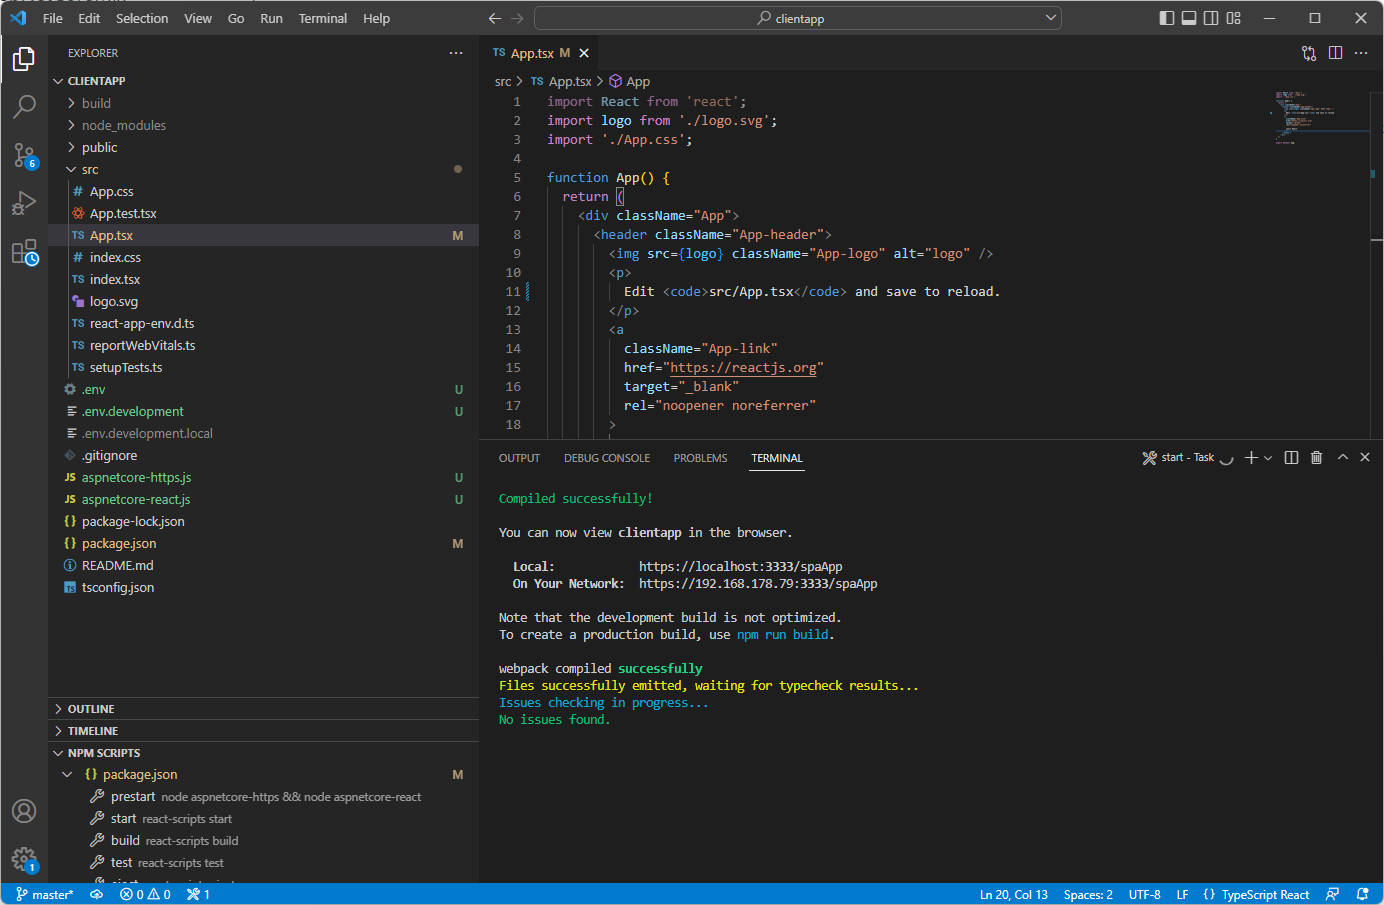 File Edit Selection View Go Run Terminal Help
clientapp
EXPLORER
CLIENTAPP
build
node_modules
public
src
App.css
App.test.tsx
App.tsx M
index.css
index.tsx
logo.svg
react-app-env.d.ts
reportWebVitals.ts
setupTests.ts
.env U
.env.development U
.env.development.local
.gitignore
aspnetcore-https.js U
aspnetcore-react.js U
package-lock.json
package.json M
README.md
tsconfig.json
OUTLINE
TIMELINE
NPM SCRIPTS
package.json M
prestart node aspnetcore-https && node aspnetcore-react
start react-scripts start
build react-scripts build
test react-scripts test
6
1
TS App.tsx M
src > TS App.tsx > App
1 import React from 'react';
2 import logo from './logo.svg';
3 import './App.css';
4
5 function App() {
6 return (
7 <div className="App">
8 <header className="App-header">
9 <img src={logo} className="App-logo" alt="logo" />
10 <p>
11 Edit <code>src/App.tsx</code> and save to reload.
12 </p>
13 <a
14 className="App-link"
15 href="https://reactjs.org"
16 target="_blank"
17 rel="noopener noreferrer"
18 >
OUTPUT DEBUG CONSOLE PROBLEMS TERMINAL
start - Task
Compiled successfully!
You can now view clientapp in the browser.
Local: https://localhost:3333/spaApp
On Your Network: https://192.168.178.79:3333/spaApp
Note that the development build is not optimized.
To create a production build, use npm run build.
webpack compiled successfully
Files successfully emitted, waiting for typecheck results...
Issues checking in progress...
No issues found.
master* 0 0 1
Ln 20, Col 13 Spaces: 2 UTF-8 LF {} TypeScript React